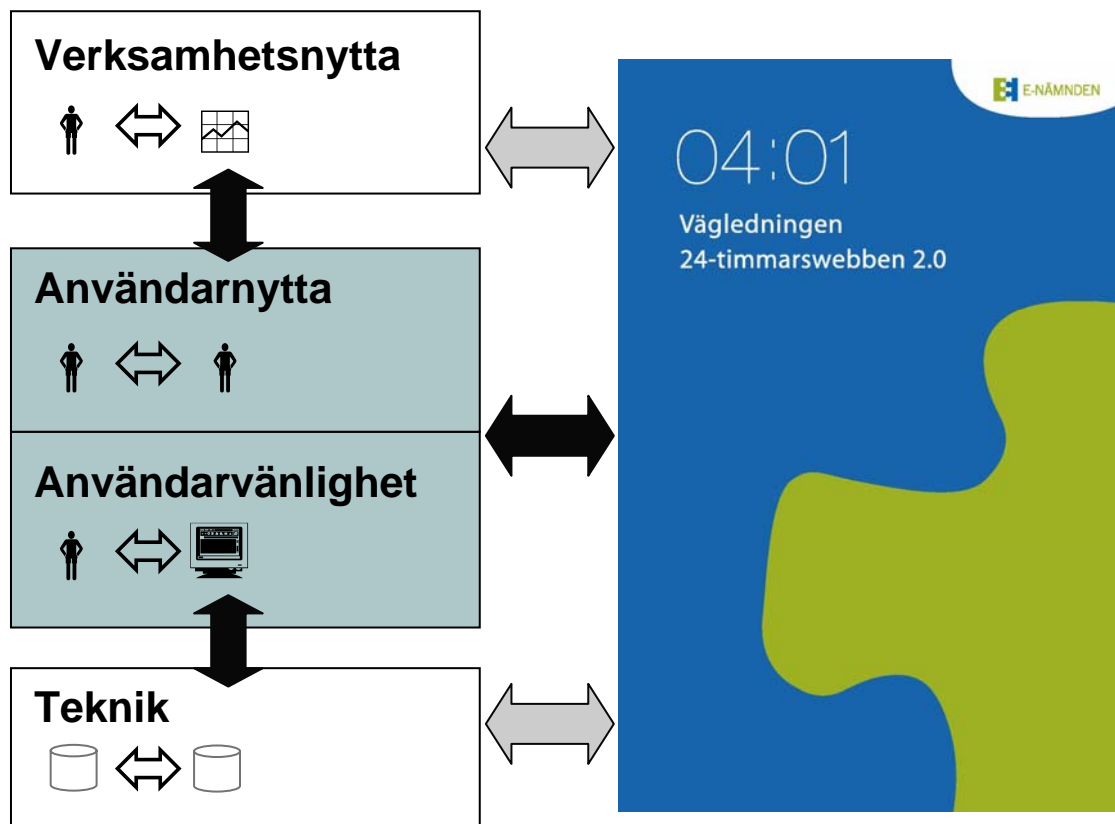 Verksamhetsnytta
Användarnytta
Användarvänlighet
Teknik
E-NÄMNDEN
04:01
Vägledningen
24-timmarswebben 2.0